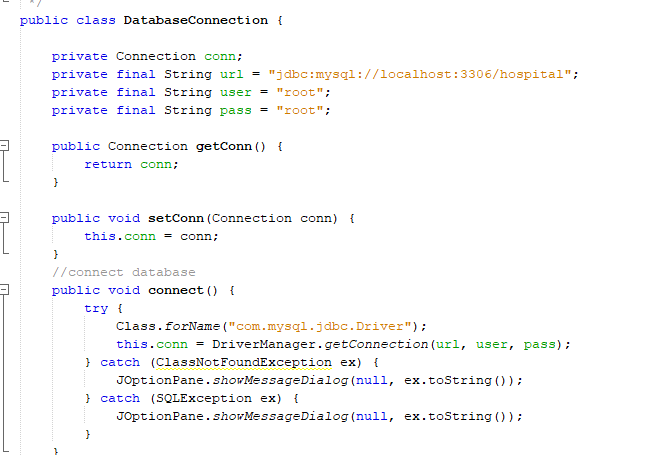 */
public class DatabaseConnection {
private Connection conn;
private final String url = "jdbc:mysql://localhost:3306/hospital";
private final String user = "root";
private final String pass = "root";
public Connection getConn() {
return conn;
}
public void setConn(Connection conn) {
this.conn = conn;
}
//connect database
public void connect() {
try {
Class.forName("com.mysql.jdbc.Driver");
this.conn = DriverManager.getConnection(url, user, pass);
} catch (ClassNotFoundException ex) {
JOptionPane.showMessageDialog(null, ex.toString());
} catch (SQLException ex) {
JOptionPane.showMessageDialog(null, ex.toString());
}
}